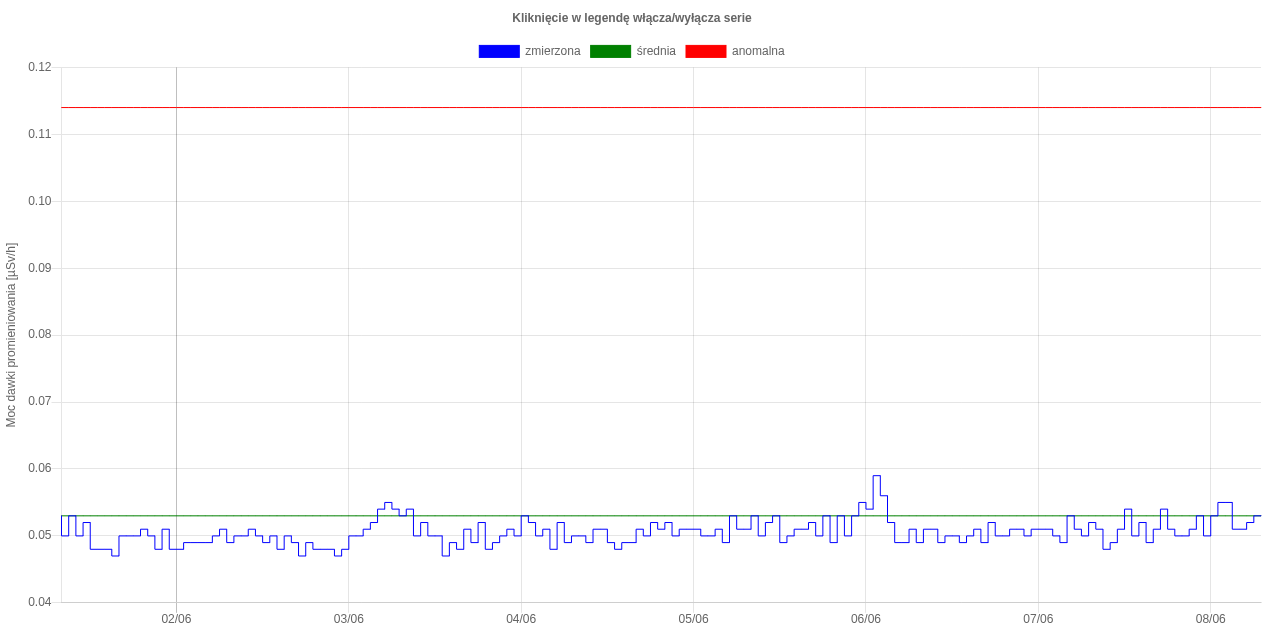 Kliknięcie w legendę włącza/wyłącza serie
zmierzona średnia anomalna
Moc dawki promieniowania [µSv/h]
0.12
0.11
0.10
0.09
0.08
0.07
0.06
0.05
0.04
02/06 03/06 04/06 05/06 06/06 07/06 08/06